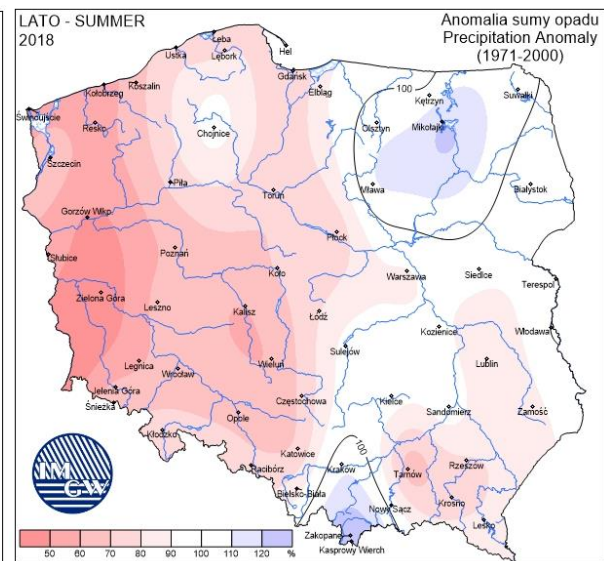 LATO - SUMMER
2018
Anomalia sumy opadu
Precipitation Anomaly
(1971-2000)
Łeba
Ustka
Lębork
Hel
Koszalin
Gdańsk
Kołobrzeg
Elbląg
100
Kętrzyn
Suwałki
Świnoujście
Resko
Chojnice
Olsztyn
Mikołajki
Szczecin
Piła
Toruń
Mława
Białystok
Gorzów Wlkp.
Płock
Słubice
Poznań
Koło
Warszawa
Siedlce
Terespol
Zielona Góra
Leszno
Kalisz
Łódź
Kozienice
Włodawa
Sulejów
Legnica
Wrocław
Wieluń
Lublin
Jelenia Góra
Śnieżka
Częstochowa
Kielce
Sandomierz
Zamość
Kłodzko
Opole
Katowice
100
Racibórz
Kraków
Tarnów
Rzeszów
Bielsko-Biała
Nowy Sącz
Krosno
Lesko
Zakopane
Kasprowy Wierch
IM
GW
50 60 70 80 90 100 110 120 %